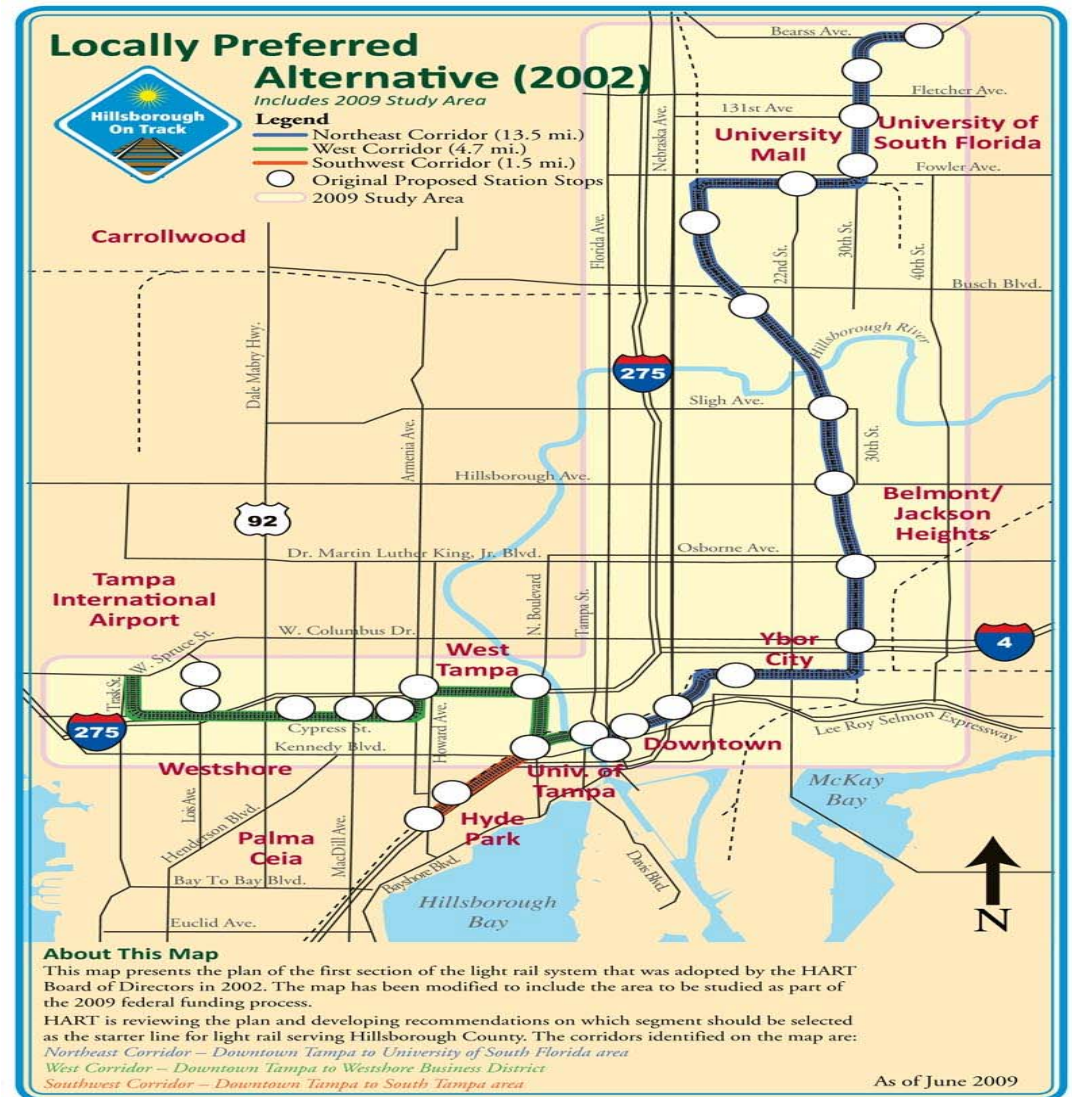 Locally Preferred
Alternative (2002)
Includes 2009 Study Area
Hillsborough
On Track
Legend
Northeast Corridor (13.5 mi.)
West Corridor (4.7 mi.)
Southwest Corridor (1.5 mi.)
Original Proposed Station Stops
2009 Study Area
Bearss Ave.
Fletcher Ave.
131st Ave
University
Mall
University of
South Florida
Fowler Ave.
Nebraska Ave.
Florida Ave.
22nd St.
30th St.
40th St.
Carrollwood
Busch Blvd.
Hillsborough River
Dale Mabry Hwy.
275
Sligh Ave.
Armenia Ave.
30th St.
Hillsborough Ave.
92
Belmont/
Jackson
Heights
Dr. Martin Luther King, Jr. Blvd.
Osborne Ave.
Tampa
International
Airport
N. Boulevard
Tampa St.
W. Columbus Dr.
W. Spruce St.
West
Tampa
Ybor
City
4
Trask St.
275
Cypress St.
Kennedy Blvd.
Howard Ave.
Lee Roy Selmon Expressway
Downtown
Westshore
Univ. of
Tampa
McKay
Bay
Lois Ave.
Henderson Blvd.
Hyde
Park
Palma
Ceia
MacDill Ave.
Bay To Bay Blvd.
Bayshore Blvd.
Davis Blvd.
Hillsborough
Bay
Euclid Ave.
N
About This Map
This map presents the plan of the first section of the light rail system that was adopted by the HART
Board of Directors in 2002. The map has been modified to include the area to be studied as part of
the 2009 federal funding process.
HART is reviewing the plan and developing recommendations on which segment should be selected
as the starter line for light rail serving Hillsborough County. The corridors identified on the map are:
Northeast Corridor – Downtown Tampa to University of South Florida area
West Corridor – Downtown Tampa to Westshore Business District
Southwest Corridor – Downtown Tampa to South Tampa area
As of June 2009